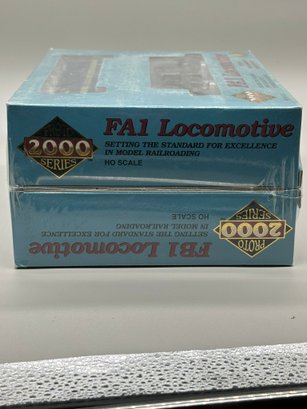 FA1 Locomotive
SETTING THE STANDARD FOR EXCELLENCE
IN MODEL RAILROADING
HO SCALE
2000
SERIES
FB1 Locomotive
SETTING THE STANDARD FOR EXCELLENCE
IN MODEL RAILROADING
HO SCALE
PROTO
2000
SERIES